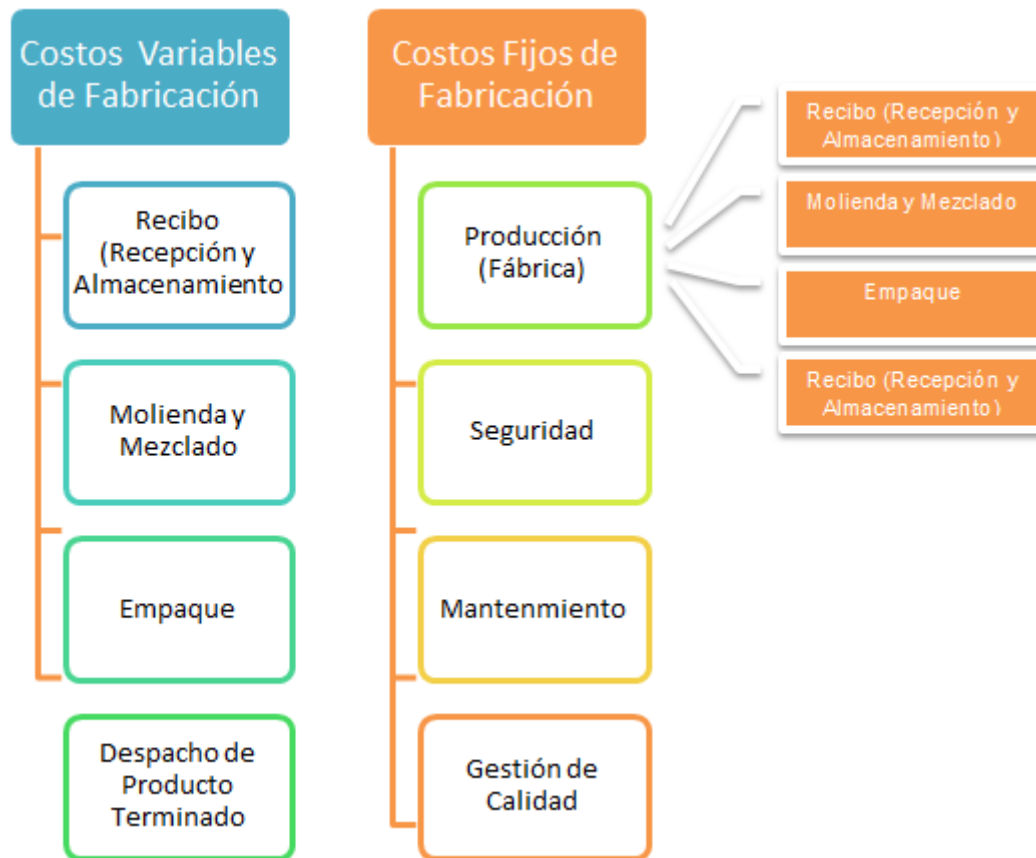 Costos Variables
de Fabricación
Recibo
(Recepción y
Almacenamiento
Molienda y
Mezclado
Empaque
Despacho de
Producto
Terminado
Costos Fijos de
Fabricación
Producción
(Fábrica)
Seguridad
Mantenmiento
Gestión de
Calidad
Recibo (Recepción y
Almacenamiento)
Molienda y Mezclado
Empaque
Recibo (Recepción y
Almacenamiento)